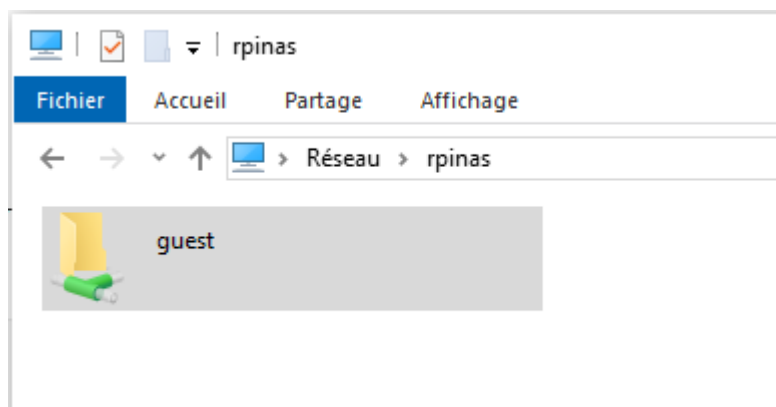 rpinas
Fichier Accueil Partage Affichage
Réseau rpinas
guest